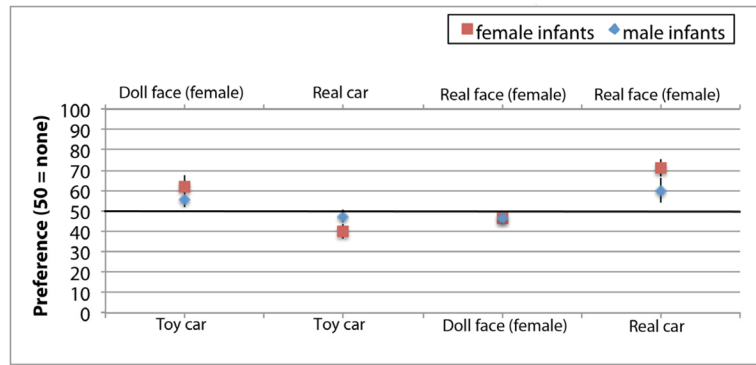 female infants male infants
Doll face (female) Real car Real face (female) Real face (female)
Preference (50 = none)
100
90
80
70
60
50
40
30
20
10
0
Toy car Toy car Doll face (female) Real car